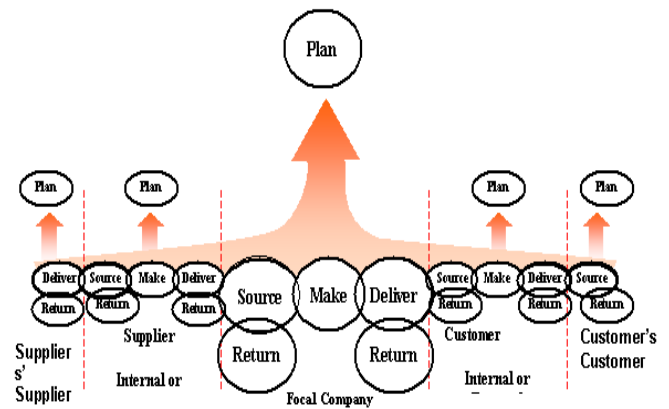 Plan
Plan
Plan
Plan
Plan
Deliver
Source
Make
Deliver
Source
Make
Deliver
Source
Make
Deliver
Source
Return
Return
Return
Return
Return
Return
Return
Return
Supplier
s'
Supplier
Supplier
Internal or
Focal Company
Customer
Internal or
Customer's
Customer